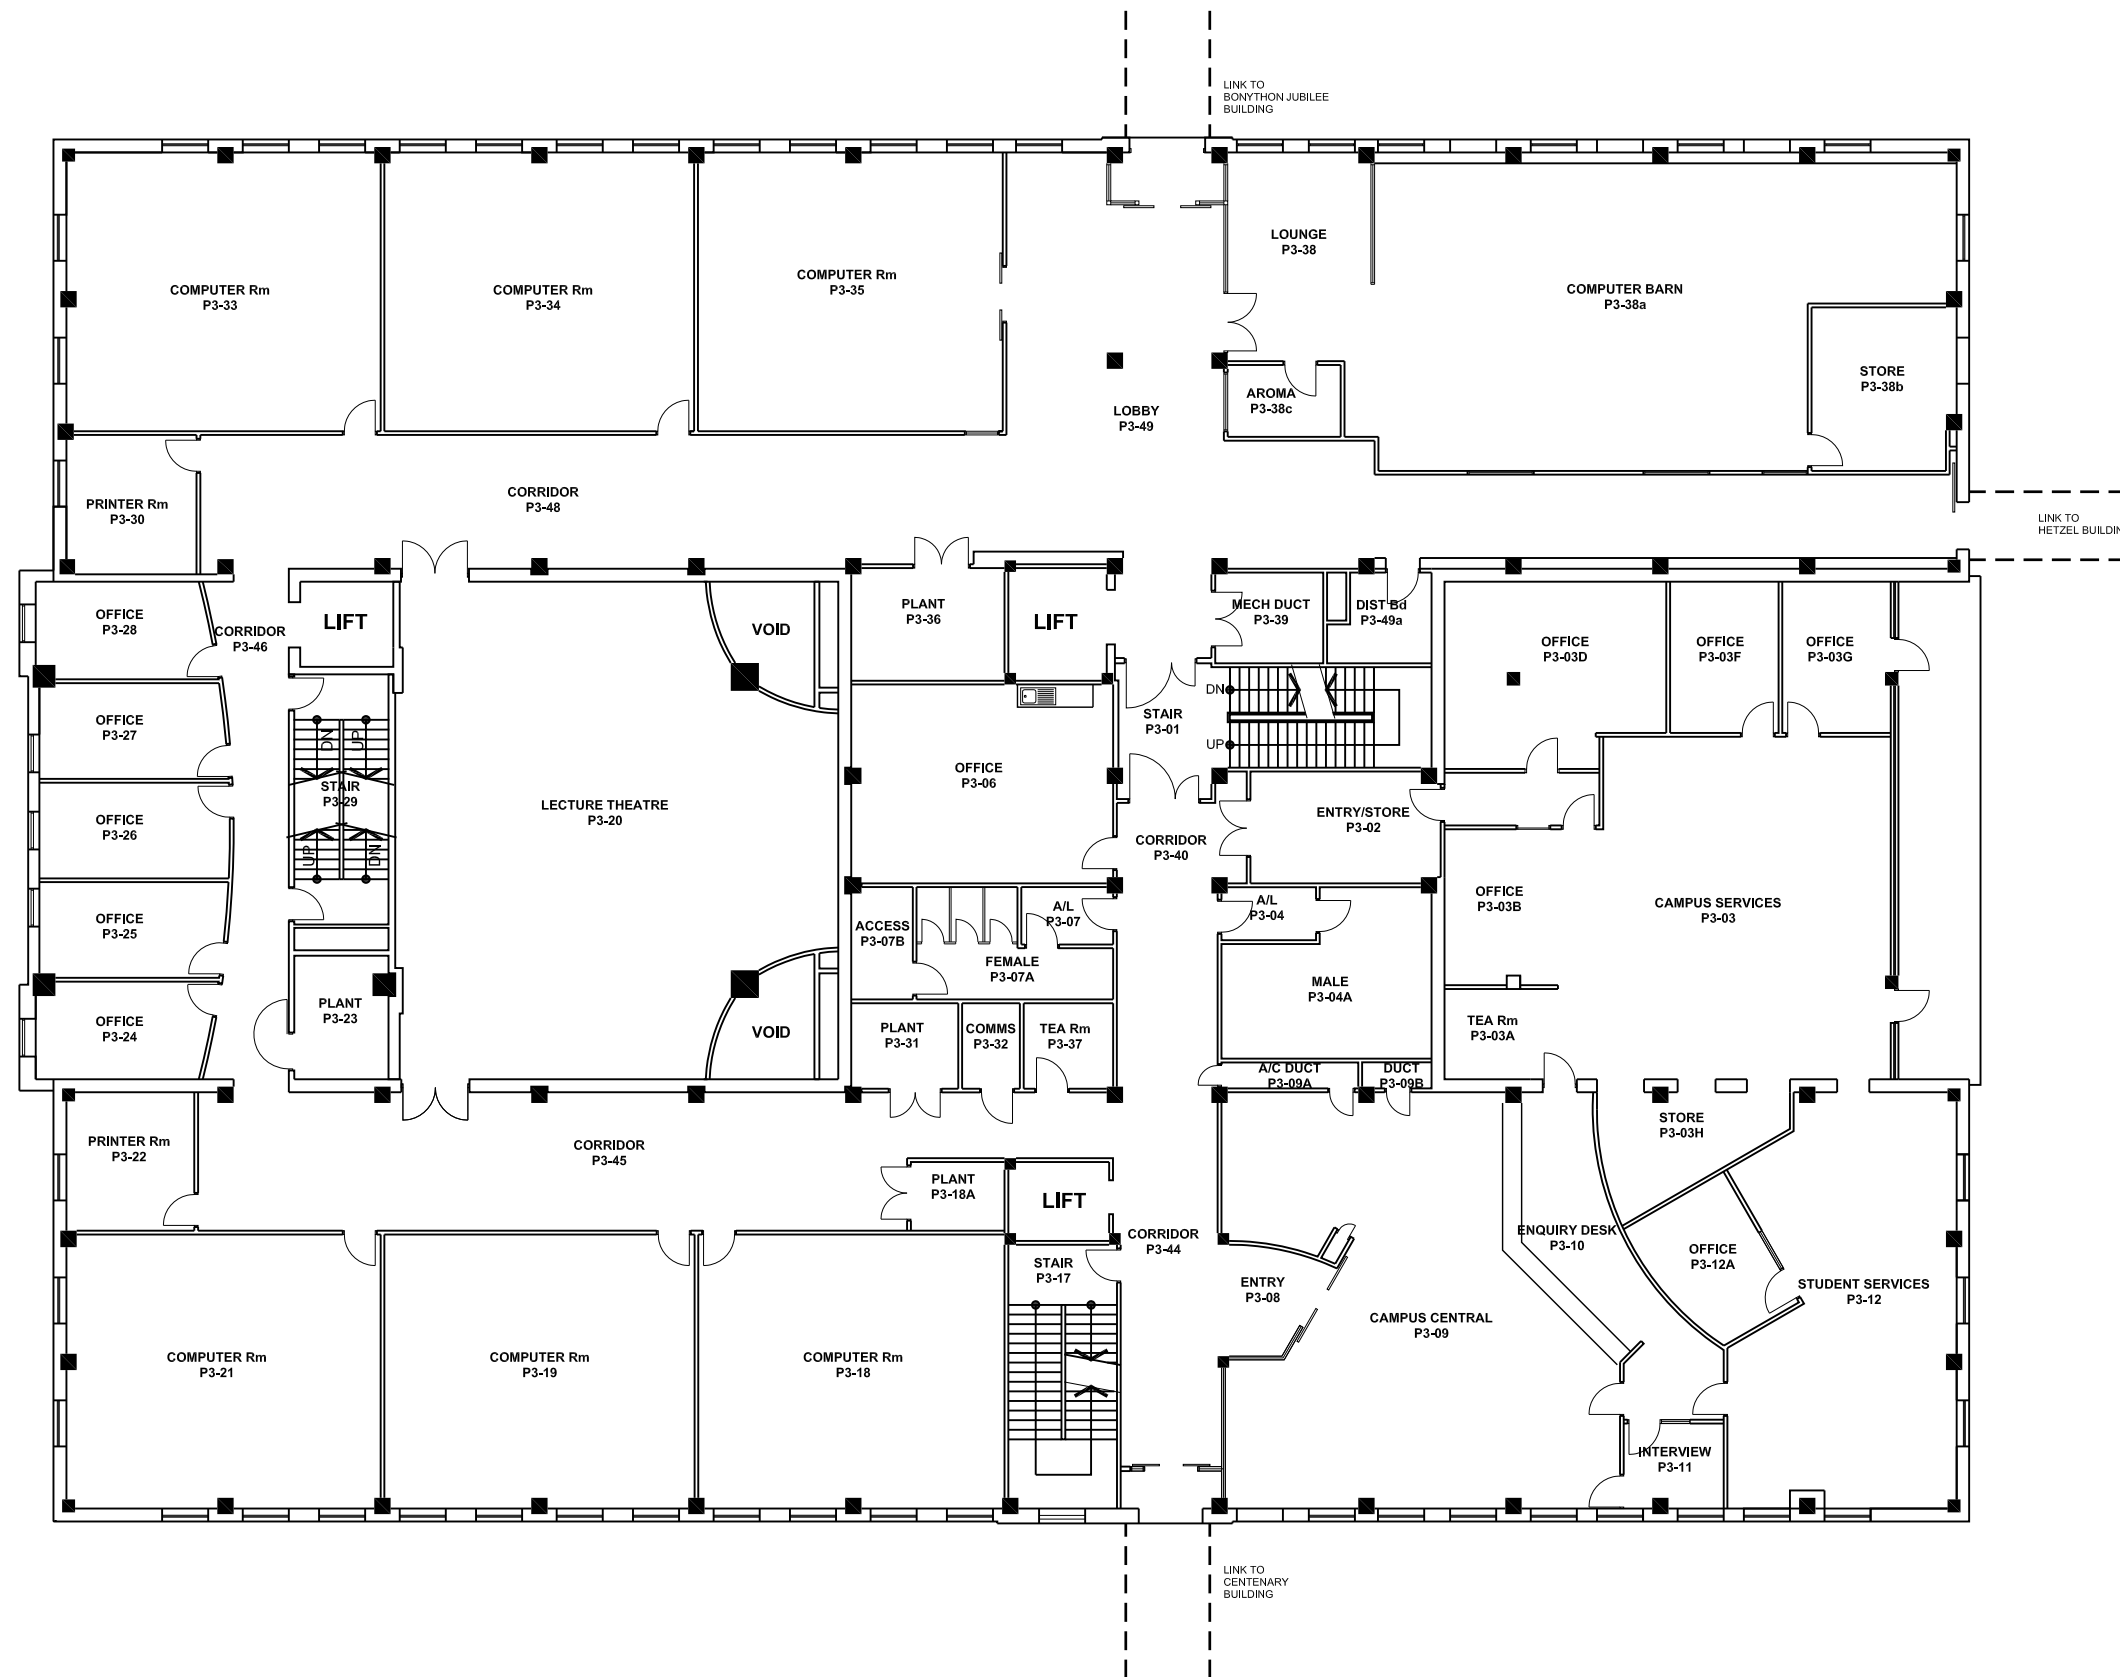 LINK TO
BONYTHON JUBILEE
BUILDING
LOUNGE
P3-38
COMPUTER Rm
P3-33
COMPUTER Rm
P3-34
COMPUTER Rm
P3-35
COMPUTER BARN
P3-38a
STORE
P3-38b
AROMA
P3-38c
LOBBY
P3-49
PRINTER Rm
P3-30
CORRIDOR
P3-48
LINK TO
HETZEL BUILDIN
OFFICE
P3-28
CORRIDOR
P3-46
LIFT
VOID
PLANT
P3-36
LIFT
MECH DUCT
P3-39
DIST Bd
P3-49a
OFFICE
P3-03D
OFFICE
P3-03F
OFFICE
P3-03G
DN
STAIR
P3-01
UP
OFFICE
P3-27
DN
UP
STAIR
P3-29
UP
DN
OFFICE
P3-06
LECTURE THEATRE
P3-20
OFFICE
P3-26
ENTRY/STORE
P3-02
CORRIDOR
P3-40
OFFICE
P3-03B
CAMPUS SERVICES
P3-03
OFFICE
P3-25
ACCESS
P3-07B
A/L
P3-07
A/L
P3-04
FEMALE
P3-07A
MALE
P3-04A
OFFICE
P3-24
PLANT
P3-23
VOID
PLANT
P3-31
COMMS
P3-32
TEA Rm
P3-37
TEA Rm
P3-03A
A/C DUCT
P3-09A
DUCT
P3-09B
STORE
P3-03H
PRINTER Rm
P3-22
CORRIDOR
P3-45
PLANT
P3-18A
LIFT
CORRIDOR
P3-44
ENQUIRY DESK
P3-10
OFFICE
P3-12A
STAIR
P3-17
ENTRY
P3-08
STUDENT SERVICES
P3-12
CAMPUS CENTRAL
P3-09
COMPUTER Rm
P3-21
COMPUTER Rm
P3-19
COMPUTER Rm
P3-18
INTERVIEW
P3-11
LINK TO
CENTENARY
BUILDING